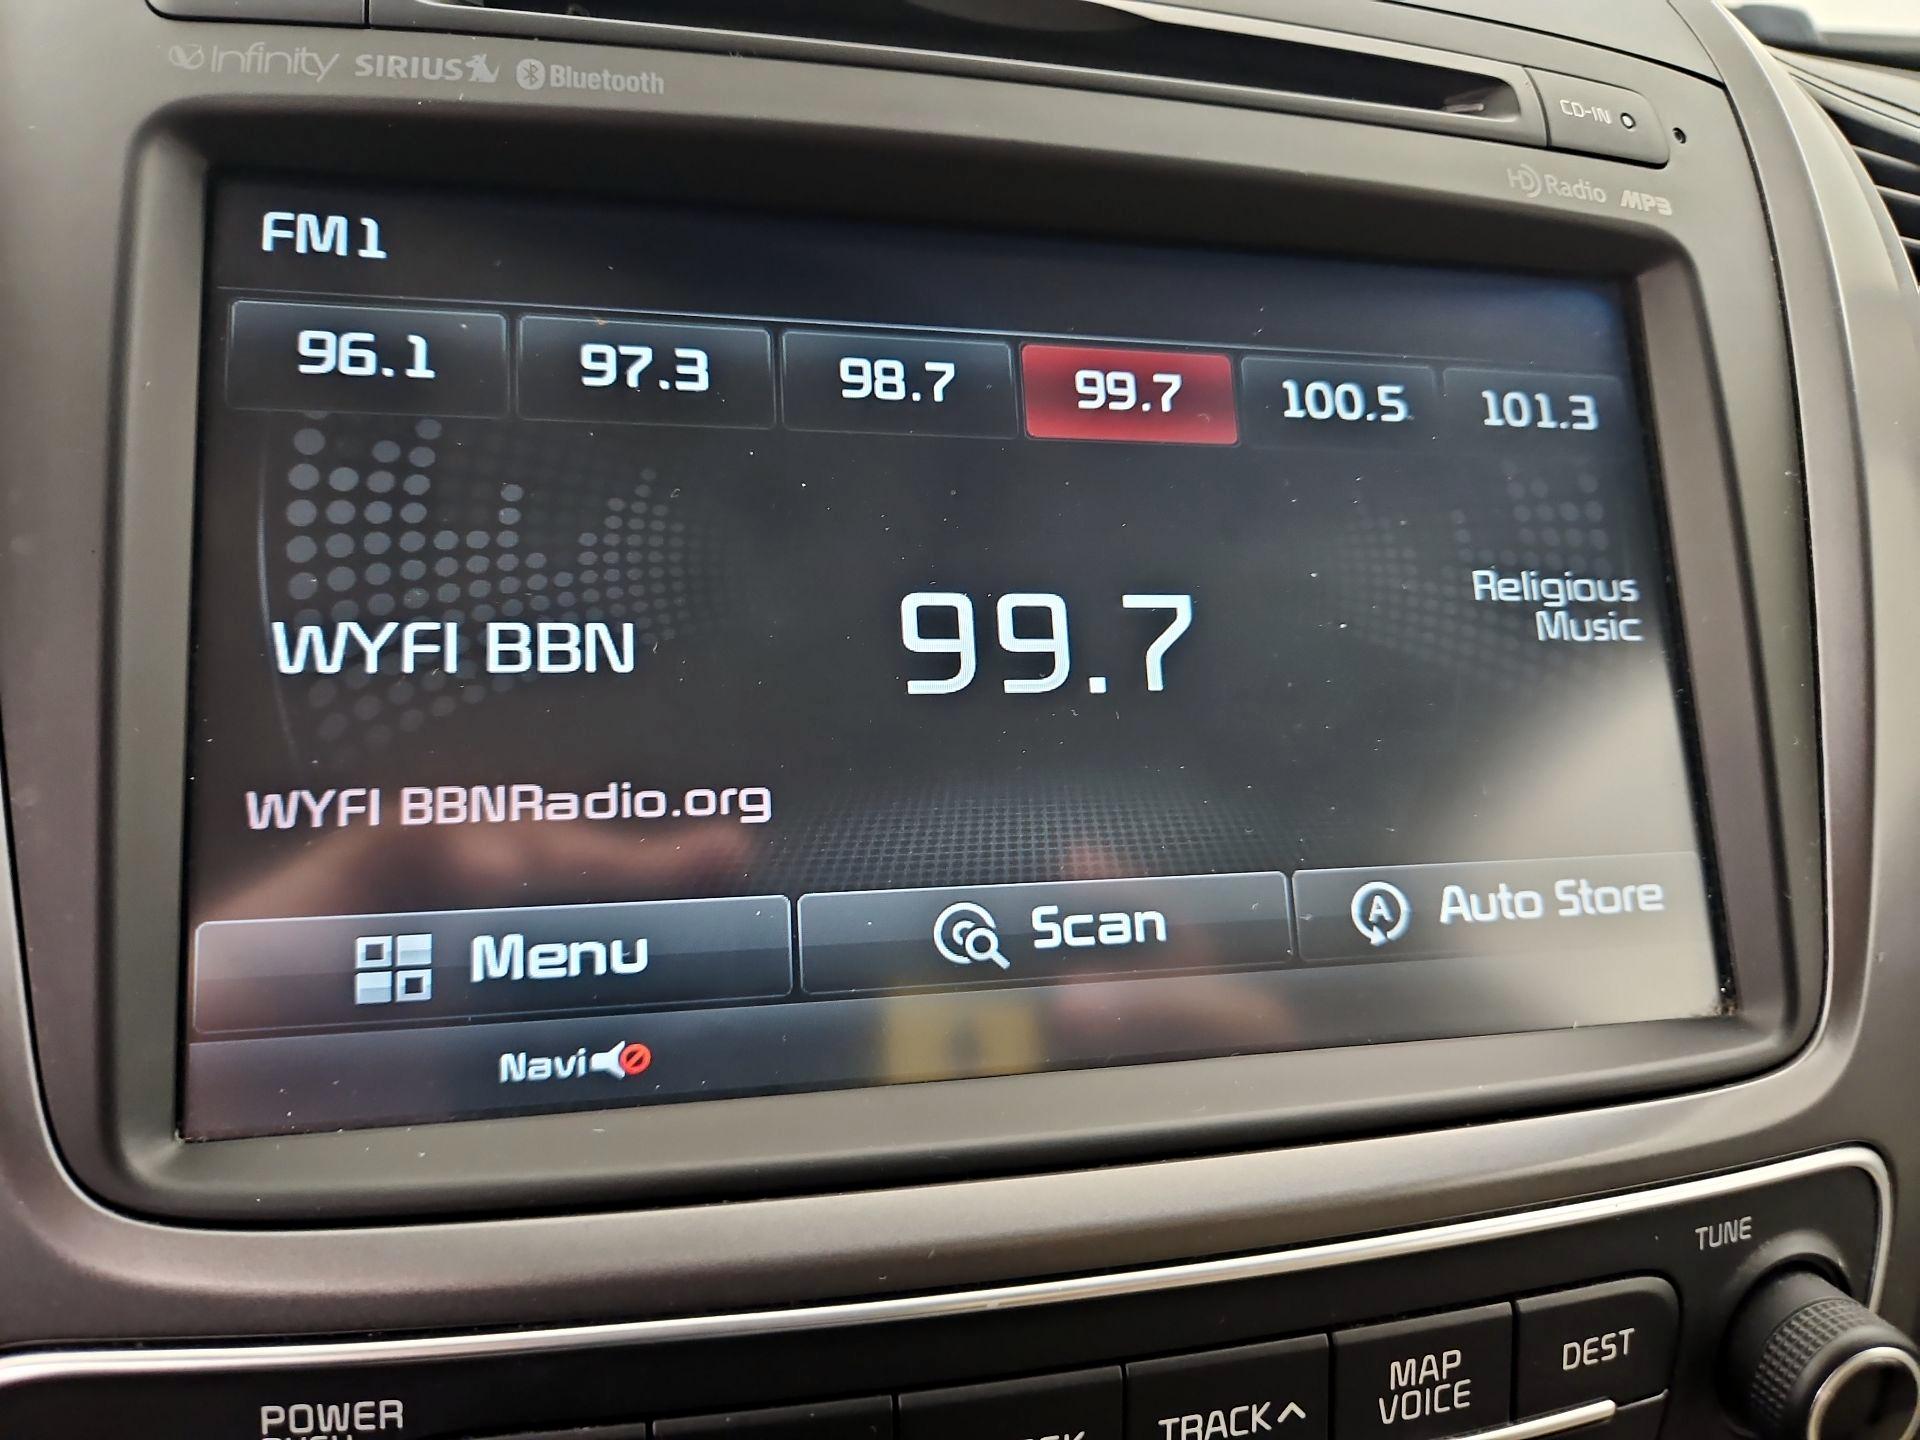 Infinity SIRIUS Bluetooth
CD-IN
HD Radio MP3
FM1
96.1 97.3 98.7 99.7 100.5 101.3
Religious
Music
WYFI BBN 99.7
WYFI BBNRadio.org
Menu Scan A Auto Store
Navi
TUNE
POWER
TRACK
MAP
VOICE
DEST